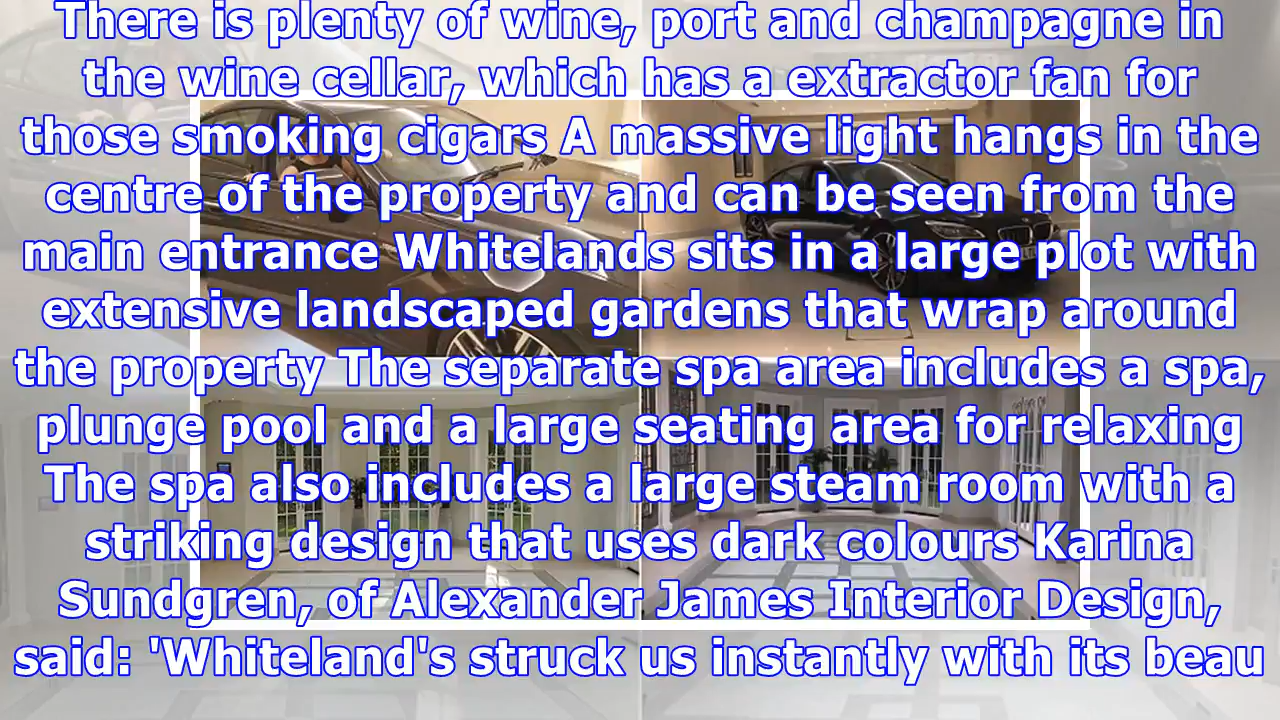 There is plenty of wine, port and champagne in
the wine cellar, which has a extractor fan for
those smoking cigars A massive light hangs in the
centre of the property and can be seen from the
main entrance Whitelands sits in a large plot with
extensive landscaped gardens that wrap around
the property The separate spa area includes a spa,
plunge pool and a large seating area for relaxing
The spa also includes a large steam room with a
striking design that uses dark colours Karina
Sundgren, of Alexander James Interior Design,
said: 'Whiteland's struck us instantly with its beau